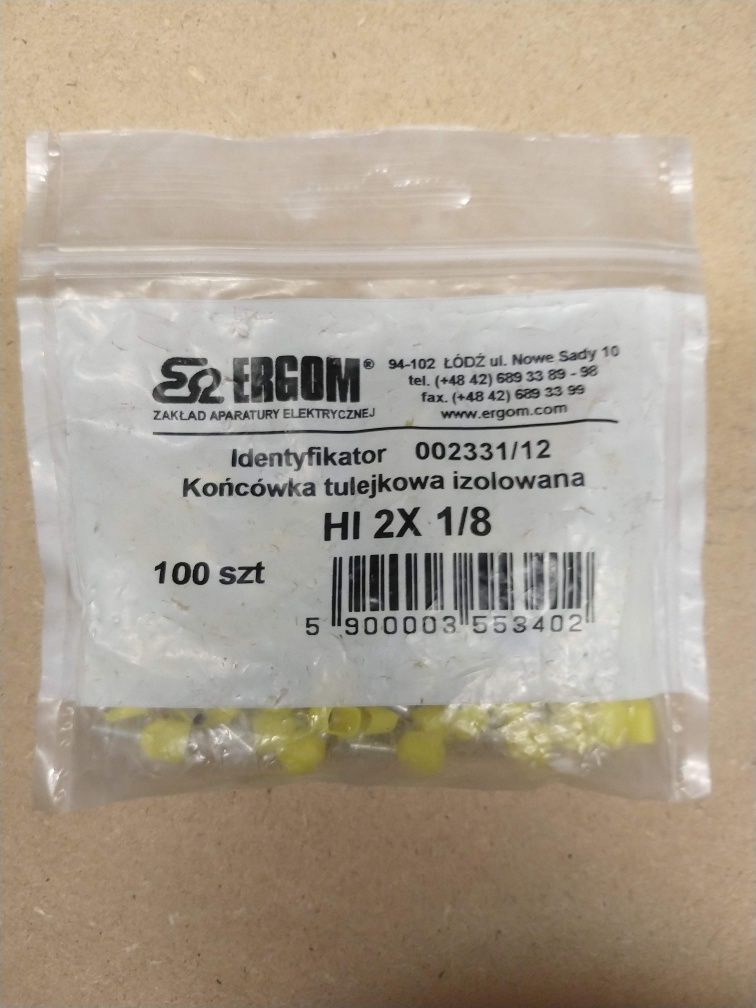 ERGOM®
ZAKŁAD APARATURY ELEKTRYCZNEJ
94-102 ŁÓDŹ ul. Nowe Sady 10
tel. (+48 42) 689 33 89 - 98
fax. (+48 42) 689 33 99
www.ergom.com
Identyfikator 002331/12
Końcówka tulejkowa izolowana
HI 2X 1/8
100 szt
5 900003 553402